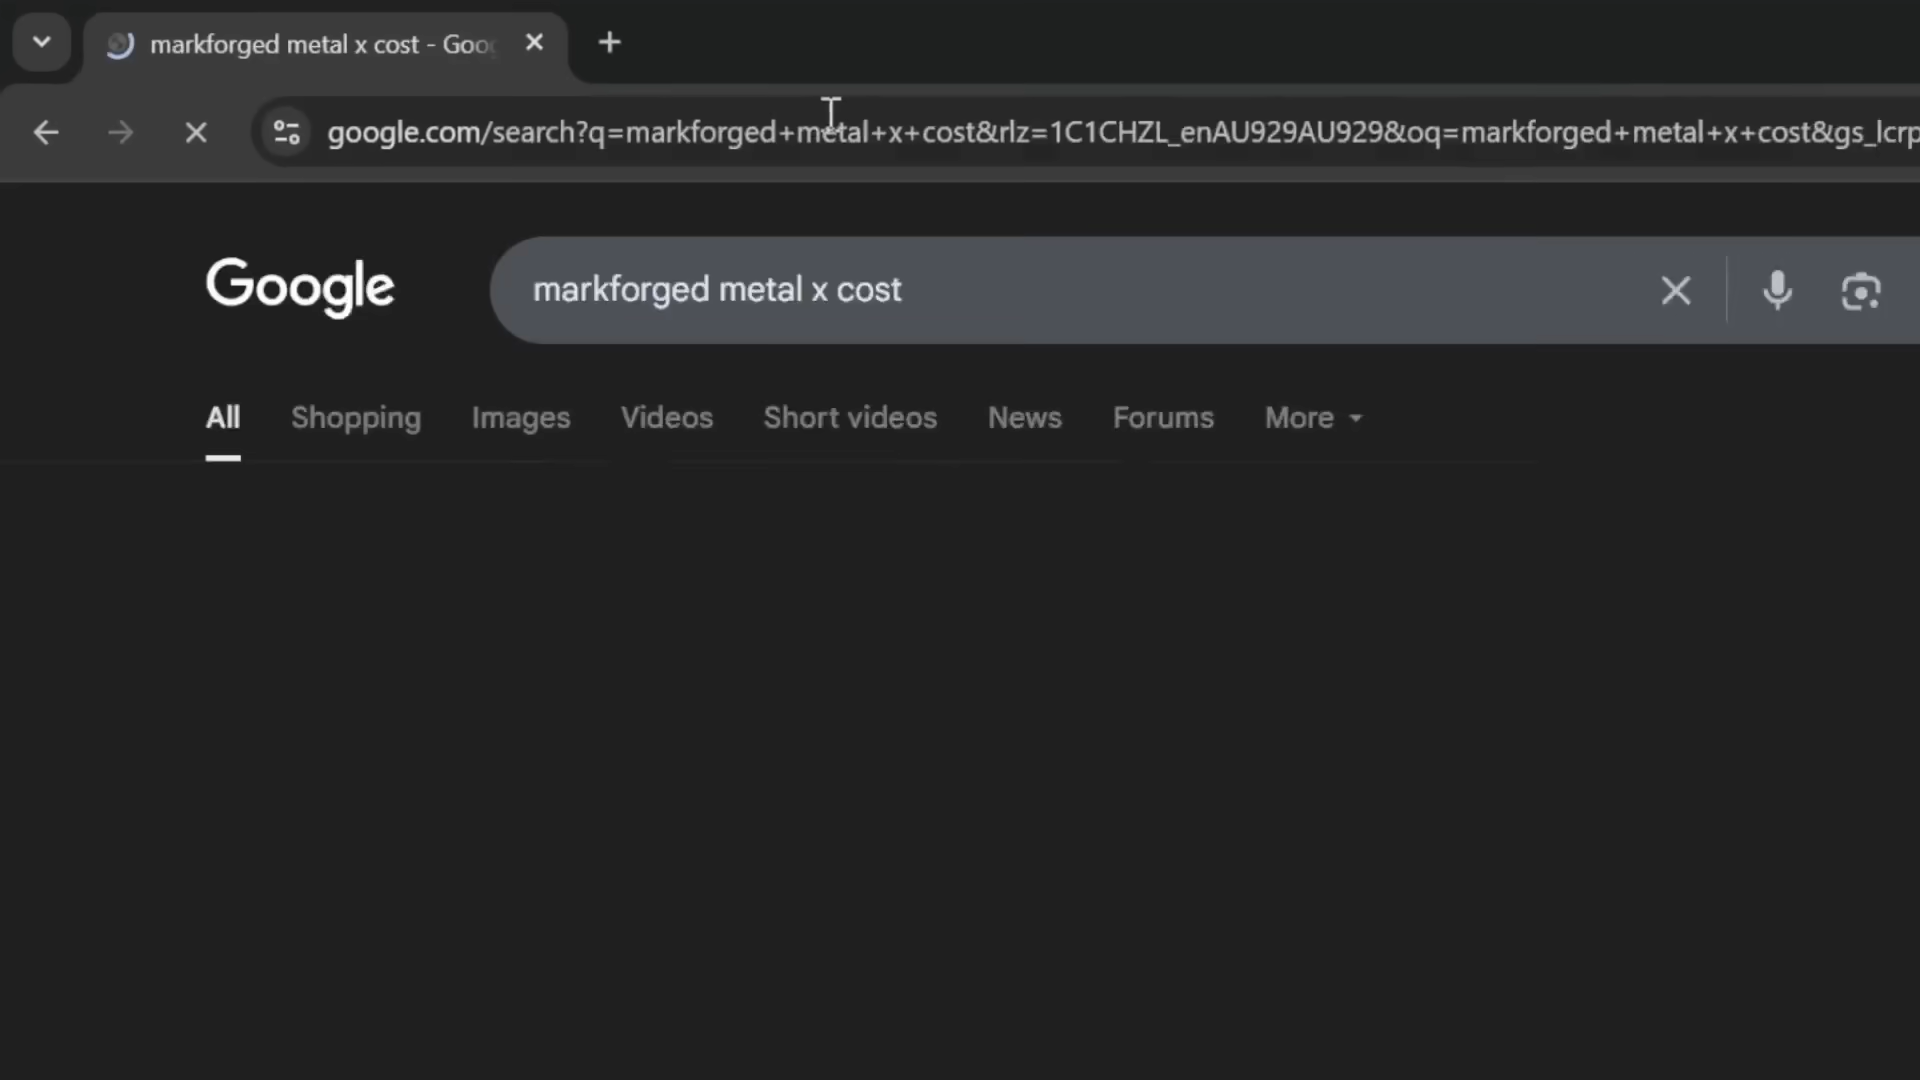 markforged metal x cost - Goo
google.com/search?q=markforged+metal+x+cost&rlz=1C1CHZL_enAU929AU929&oq=markforged+metal+x+cost&gs_lcrp
Google
markforged metal x cost
All Shopping Images Videos Short videos News Forums More